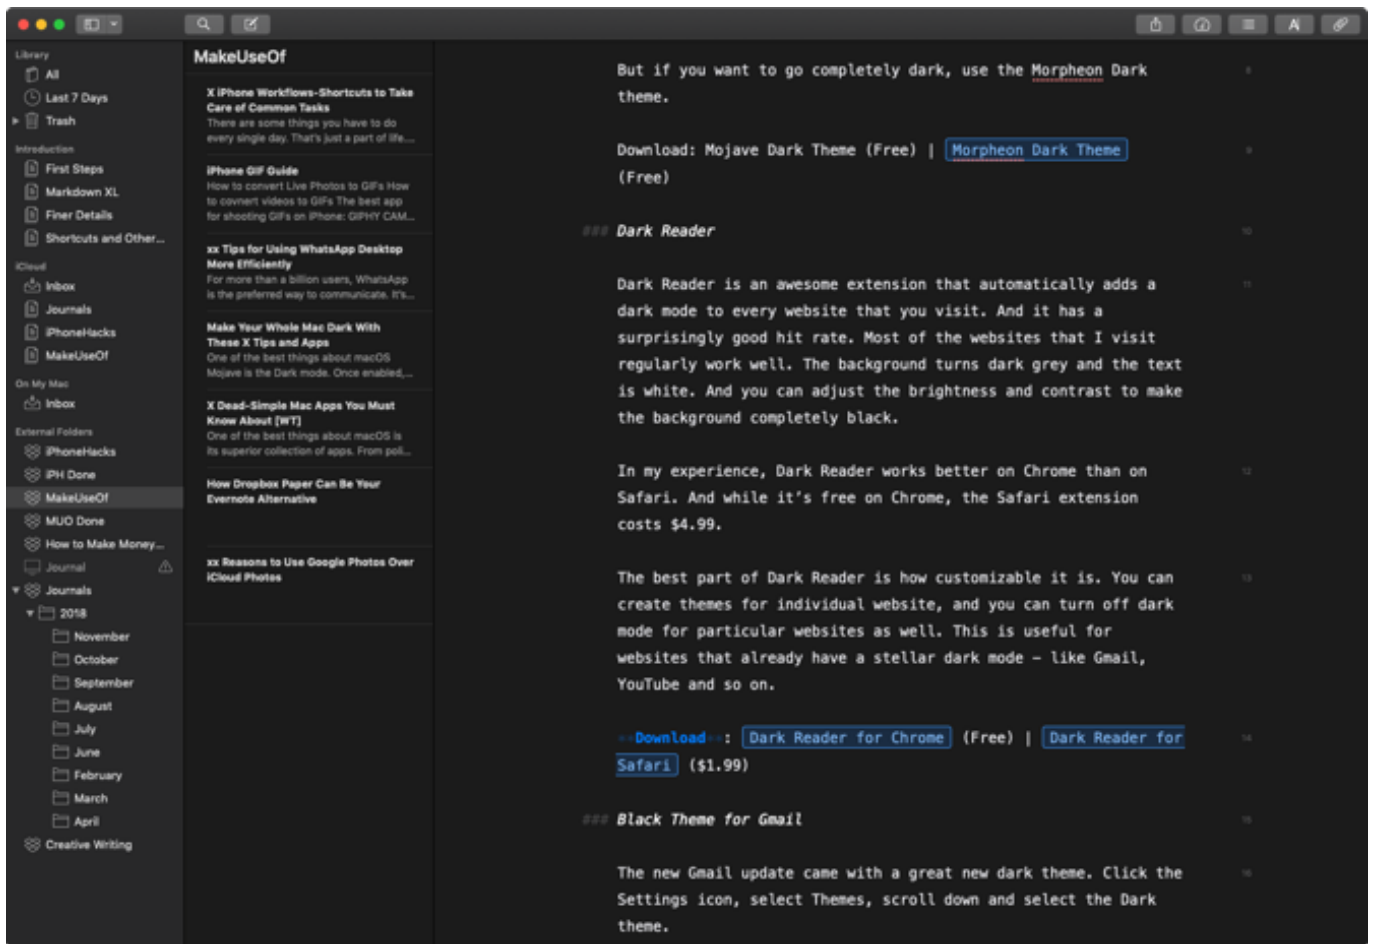 Library
All
Last 7 Days
Trash
Introduction
First Steps
Markdown XL
Finer Details
Shortcuts and Other...
iCloud
Inbox
Journals
iPhoneHacks
MakeUseOf
On My Mac
Inbox
External Folders
iPhoneHacks
iPH Done
MakeUseOf
MUO Done
How to Make Money...
Journal
Journals
2018
November
October
September
August
July
June
February
March
April
Creative Writing
MakeUseOf
X iPhone Workflows-Shortcuts to Take
Care of Common Tasks
There are some things you have to do
every single day. That's just a part of life....
iPhone GIF Guide
How to convert Live Photos to GIFs How
to covnert videos to GIFs The best app
for shooting GIFs on iPhone: GIPHY CAM...
xx Tips for Using WhatsApp Desktop
More Efficiently
For more than a billion users, WhatsApp
is the preferred way to communicate. It's...
Make Your Whole Mac Dark With
These X Tips and Apps
One of the best things about macOS
Mojave is the Dark mode. Once enabled,...
X Dead-Simple Mac Apps You Must
Know About [WT]
One of the best things about macOS is
its superior collection of apps. From poli...
How Dropbox Paper Can Be Your
Evernote Alternative
xx Reasons to Use Google Photos Over
iCloud Photos
But if you want to go completely dark, use the Morpheon Dark
theme.
Download: Mojave Dark Theme (Free) | Morpheon Dark Theme
(Free)
### Dark Reader
Dark Reader is an awesome extension that automatically adds a
dark mode to every website that you visit. And it has a
surprisingly good hit rate. Most of the websites that I visit
regularly work well. The background turns dark grey and the text
is white. And you can adjust the brightness and contrast to make
the background completely black.
In my experience, Dark Reader works better on Chrome than on
Safari. And while it's free on Chrome, the Safari extension
costs $4.99.
The best part of Dark Reader is how customizable it is. You can
create themes for individual website, and you can turn off dark
mode for particular websites as well. This is useful for
websites that already have a stellar dark mode – like Gmail,
YouTube and so on.
**Download**: Dark Reader for Chrome (Free) | Dark Reader for
Safari ($1.99)
### Black Theme for Gmail
The new Gmail update came with a great new dark theme. Click the
Settings icon, select Themes, scroll down and select the Dark
theme.